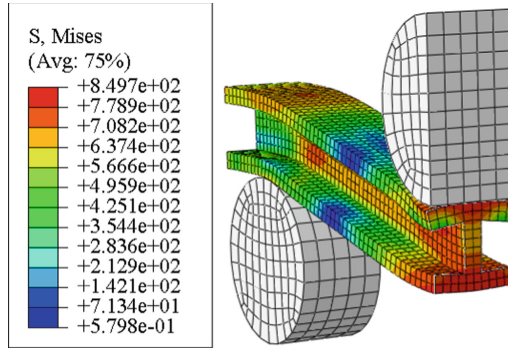 S, Mises
(Avg: 75%)
+8.497e+02
+7.789e+02
+7.082e+02
+6.374e+02
+5.666e+02
+4.959e+02
+4.251e+02
+3.544e+02
+2.836e+02
+2.129e+02
+1.421e+02
+7.134e+01
+5.798e-01